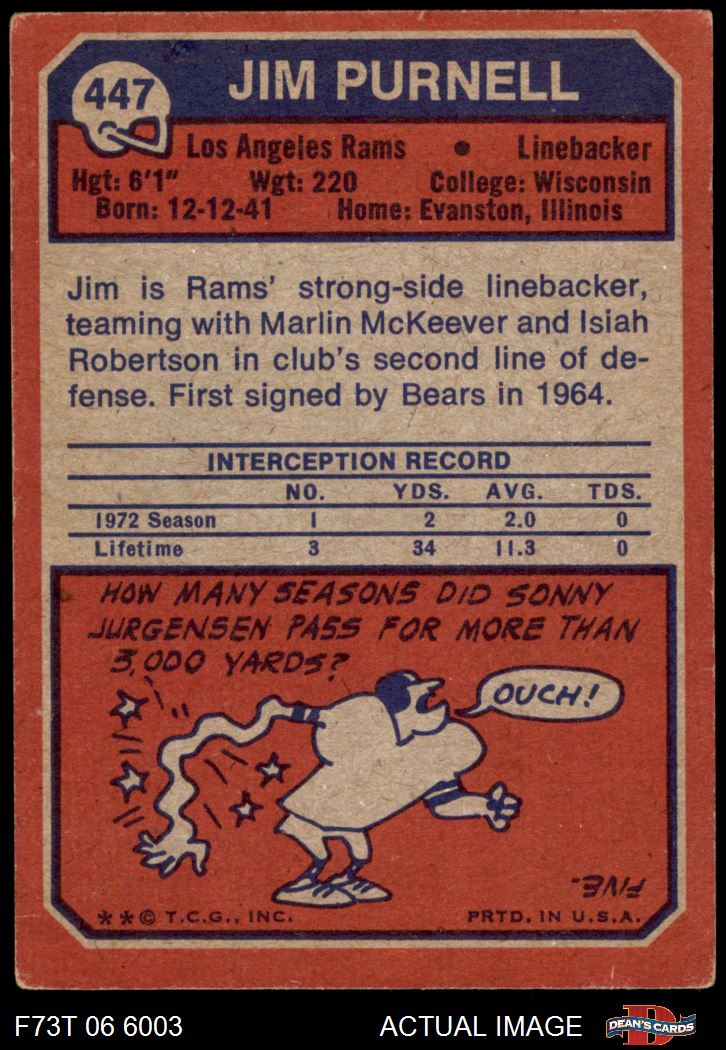 447
JIM PURNELL
Los Angeles Rams • Linebacker
Hgt: 6'1" Wgt: 220 College: Wisconsin
Born: 12-12-41 Home: Evanston, Illinois
Jim is Rams' strong-side linebacker,
teaming with Marlin McKeever and Isiah
Robertson in club's second line of de-
fense. First signed by Bears in 1964.
INTERCEPTION RECORD
NO. YDS. AVG. TDS.
1972 Season 1 2 2.0 0
Lifetime 3 34 11.3 0
HOW MANY SEASONS DID SONNY
JURGENSEN PASS FOR MORE THAN
3,000 YARDS?
OUCH!
FIVE-
**© T.C.G., INC. PRTD. IN U.S.A.
F73T 06 6003 ACTUAL IMAGE
D
DEAN'S CARDS